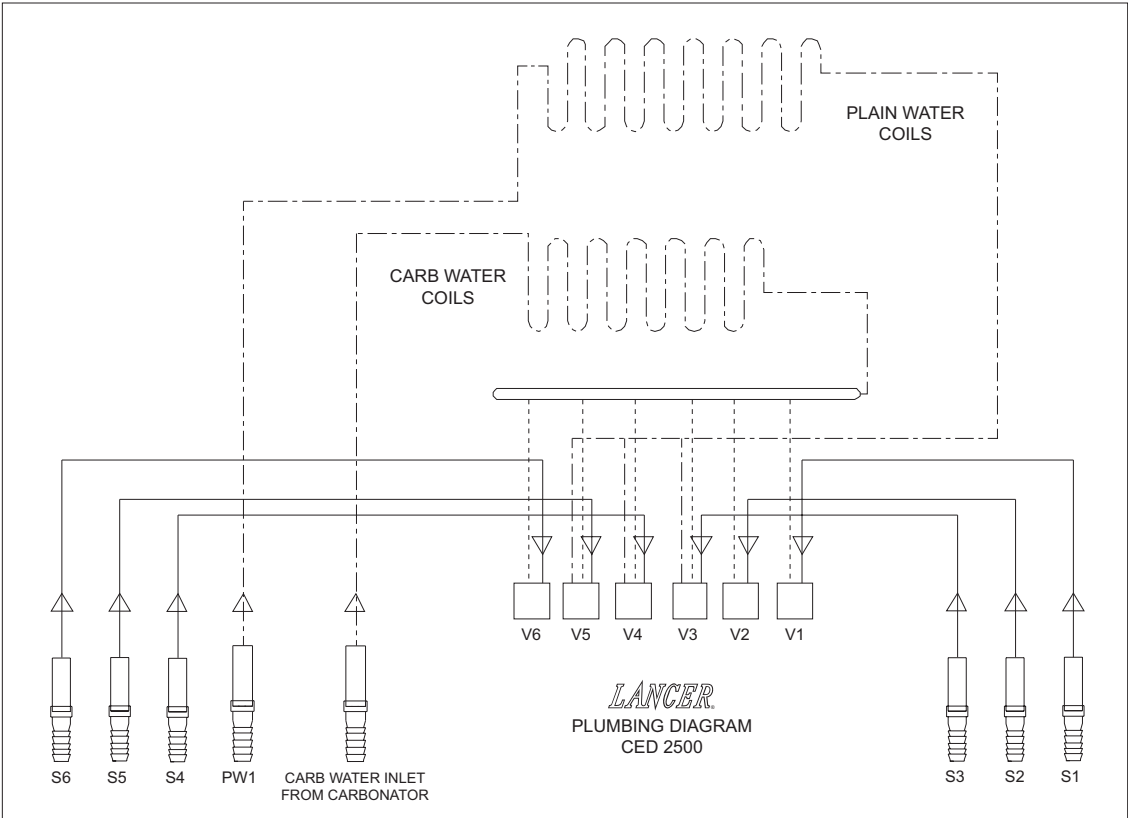 PLAIN WATER
COILS
CARB WATER
COILS
V6 V5 V4 V3 V2 V1
LANCER®
PLUMBING DIAGRAM
CED 2500
S6 S5 S4 PW1 CARB WATER INLET S3 S2 S1
FROM CARBONATOR